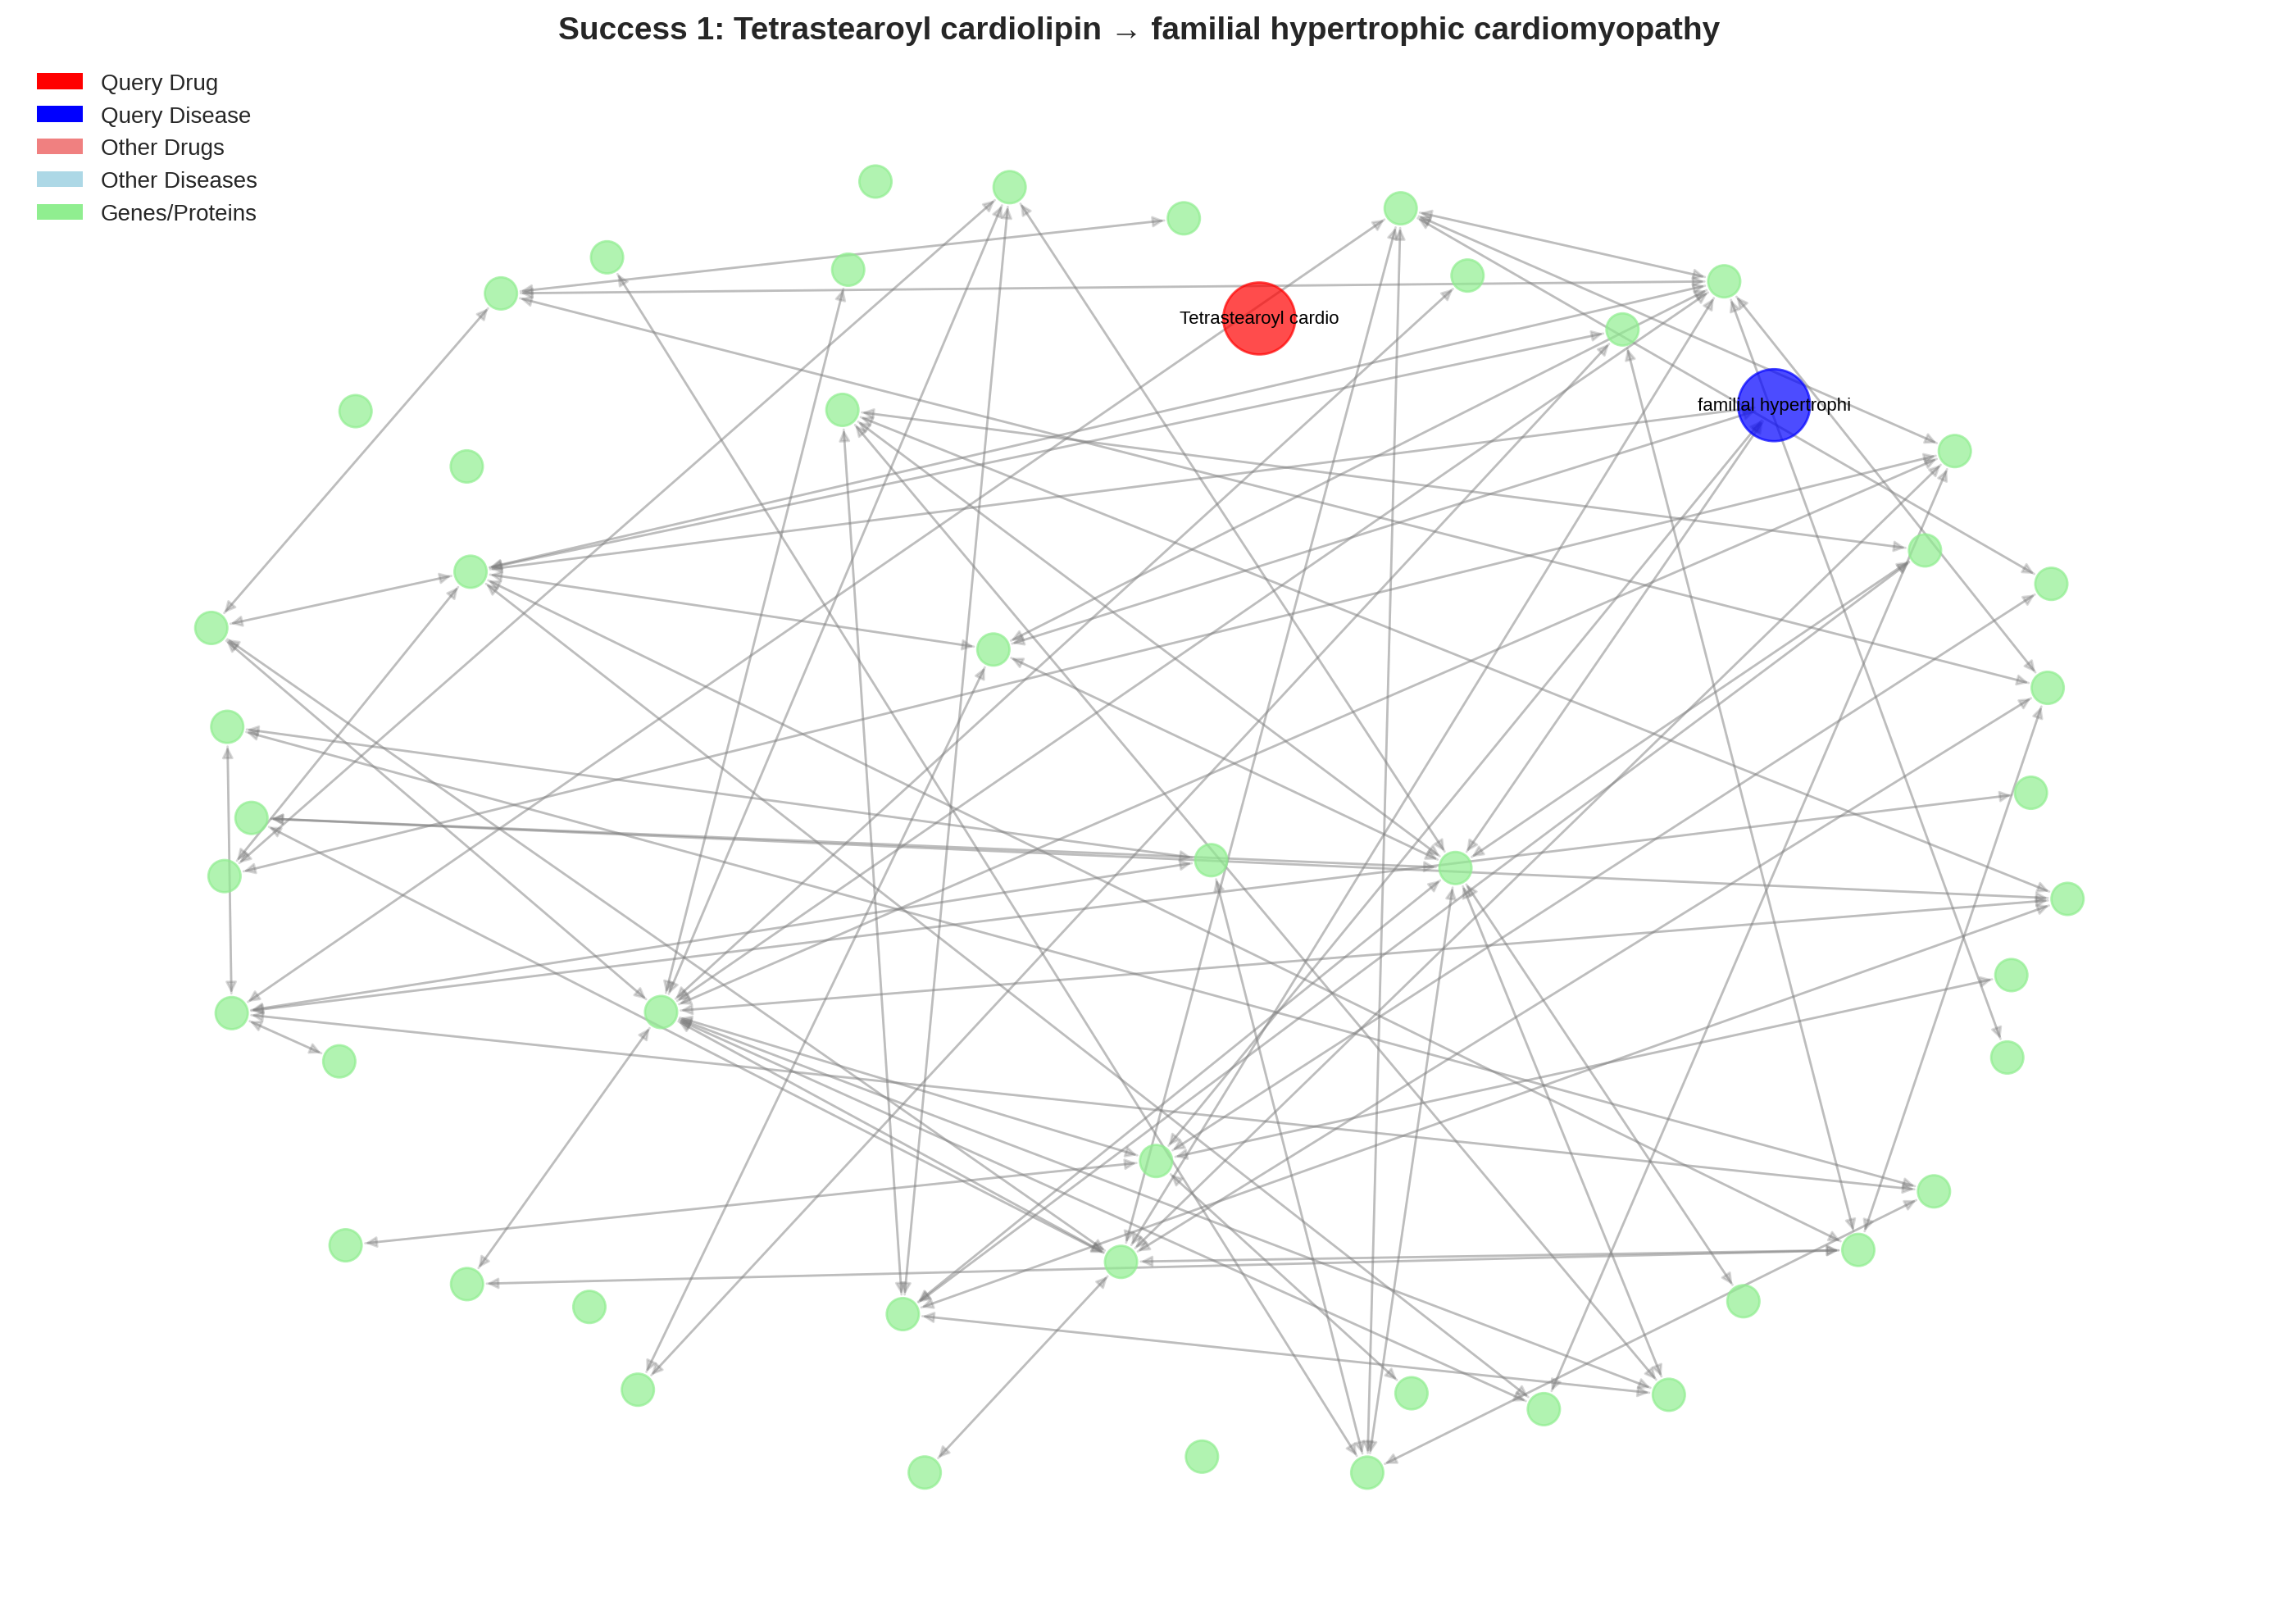 Success 1: Tetrastearoyl cardiolipin → familial hypertrophic cardiomyopathy
Query Drug
Query Disease
Other Drugs
Other Diseases
Genes/Proteins
Tetrastearoyl cardio
familial hypertrophi